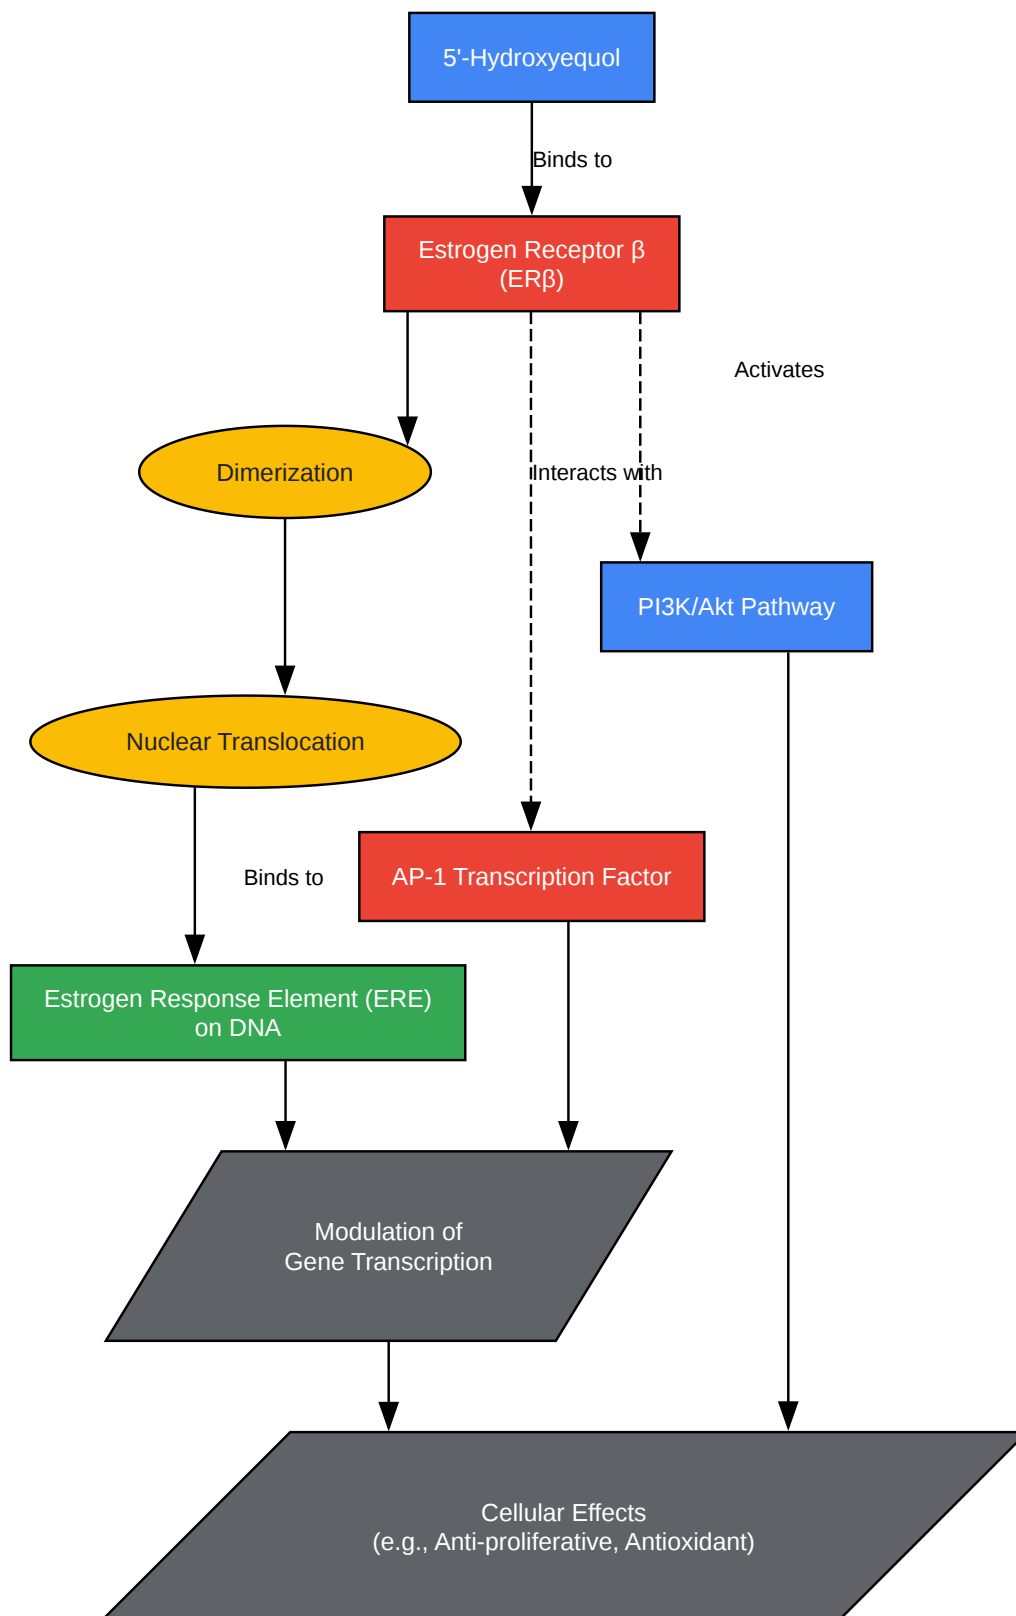 5'-Hydroxyequol
Binds to
Estrogen Receptor β
(ERβ)
Activates
Dimerization
Interacts with
PI3K/Akt Pathway
Nuclear Translocation
Binds to
AP-1 Transcription Factor
Estrogen Response Element (ERE)
on DNA
Modulation of
Gene Transcription
Cellular Effects
(e.g., Anti-proliferative, Antioxidant)